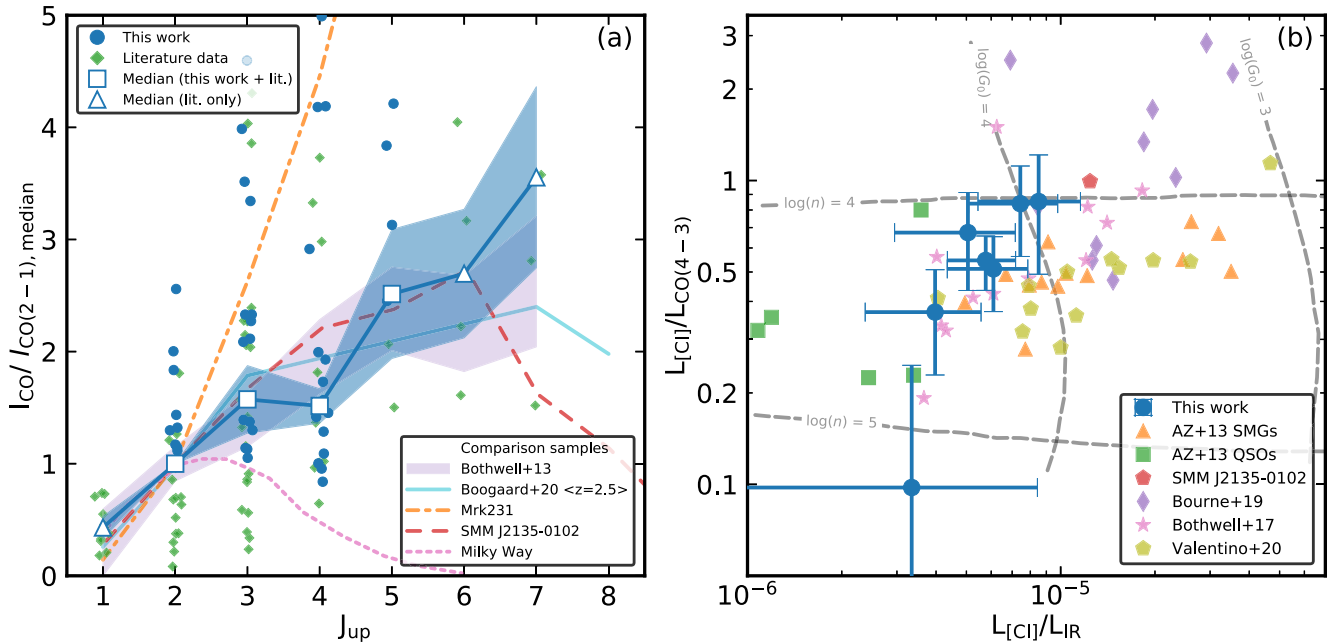 (a)
This work
Literature data
Median (this work + lit.)
Median (lit. only)
I_CO/ I_CO(2 − 1), median
5
4
3
2
1
0
Comparison samples
Bothwell+13
Boogaard+20 <z=2.5>
Mrk231
SMM J2135-0102
Milky Way
1 2 3 4 5 6 7 8
J_up
(b)
L_[CI]/L_CO(4 − 3)
3
2
1
0.5
0.2
0.1
log(G₀) = 4
log(G₀) = 3
log(n) = 4
log(n) = 5
This work
AZ+13 SMGs
AZ+13 QSOs
SMM J2135-0102
Bourne+19
Bothwell+17
Valentino+20
10⁻⁶ 10⁻⁵
L_[CI]/L_IR